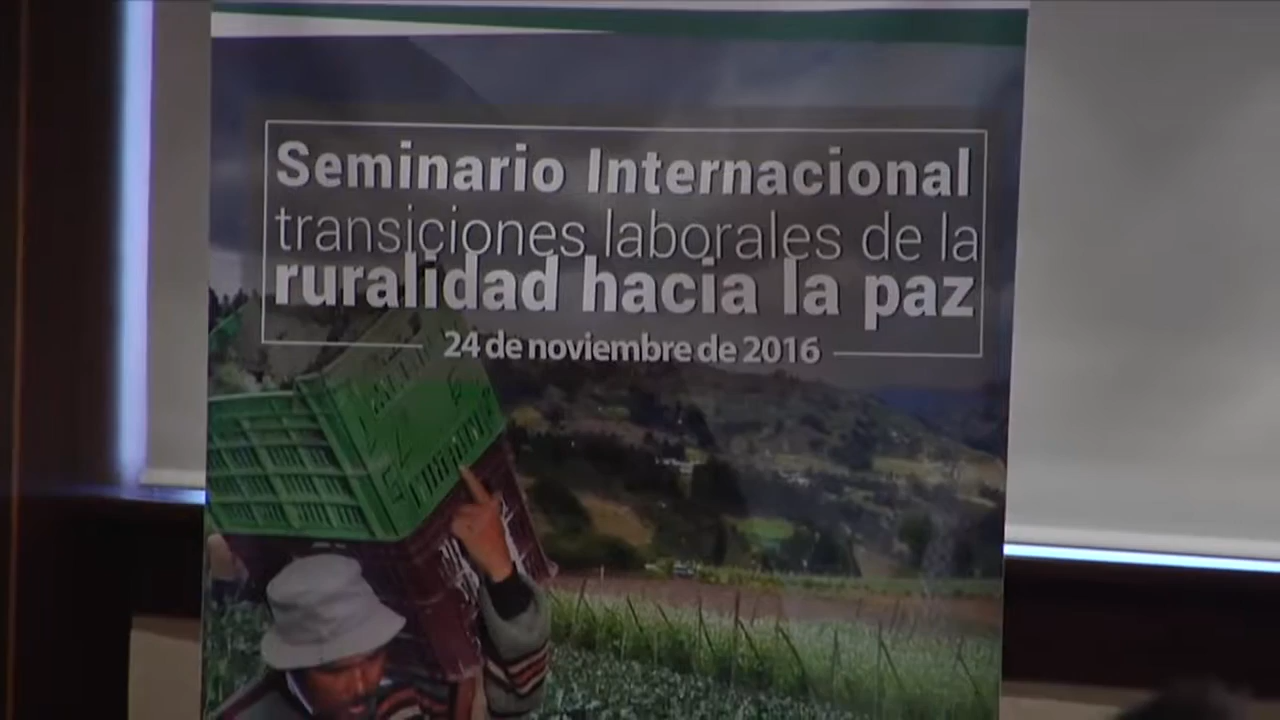 Seminario Internacional
transiciones laborales de la
ruralidad hacia la paz
24 de noviembre de 2016